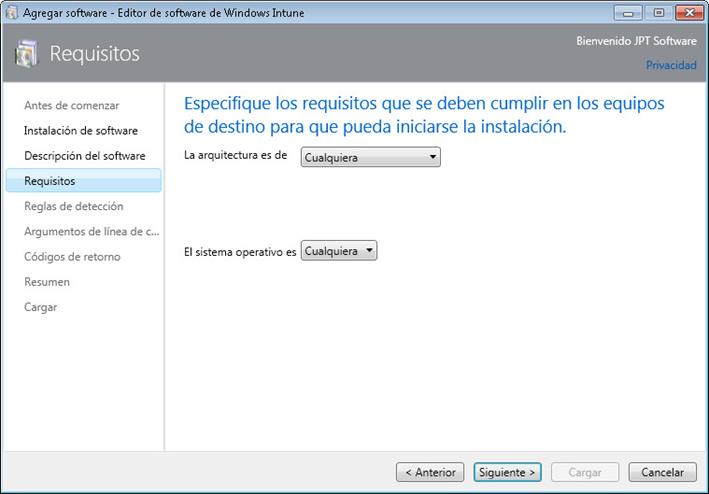 Agregar software - Editor de software de Windows Intune
Requisitos
Bienvenido JPT Software
Privacidad
Antes de comenzar
Instalación de software
Descripción del software
Requisitos
Reglas de detección
Argumentos de línea de c...
Códigos de retorno
Resumen
Cargar
Especifique los requisitos que se deben cumplir en los equipos
de destino para que pueda iniciarse la instalación.
La arquitectura es de Cualquiera
El sistema operativo es Cualquiera
< Anterior Siguiente > Cargar Cancelar